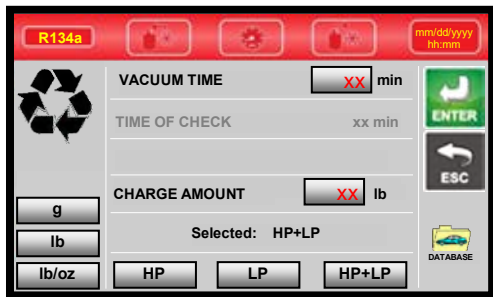 R134a
mm/dd/yyyy
hh:mm
VACUUM TIME XX min
ENTER
TIME OF CHECK xx min
ESC
CHARGE AMOUNT XX lb
g
Selected: HP+LP
lb
DATABASE
lb/oz HP LP HP+LP